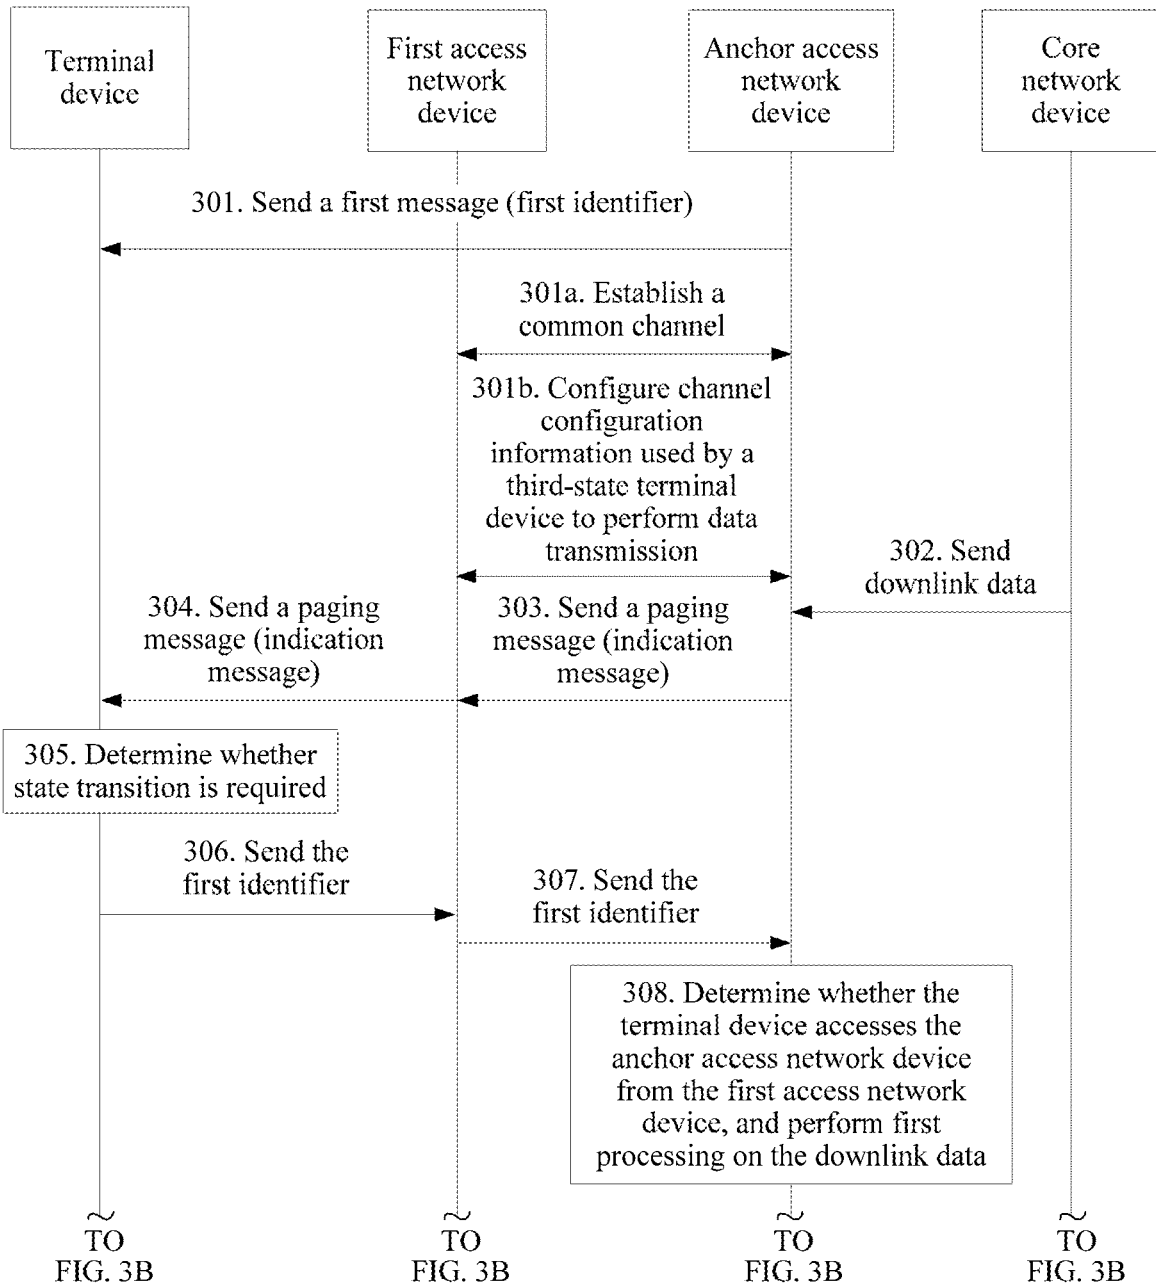 Terminal
device
First access
network
device
Anchor access
network
device
Core
network
device
301. Send a first message (first identifier)
301a. Establish a
common channel
301b. Configure channel
configuration
information used by a
third-state terminal
device to perform data
transmission
302. Send
downlink data
304. Send a paging
message (indication
message)
303. Send a paging
message (indication
message)
305. Determine whether
state transition is required
306. Send the
first identifier
307. Send the
first identifier
308. Determine whether the
terminal device accesses the
anchor access network device
from the first access network
device, and perform first
processing on the downlink data
TO
FIG. 3B
TO
FIG. 3B
TO
FIG. 3B
TO
FIG. 3B